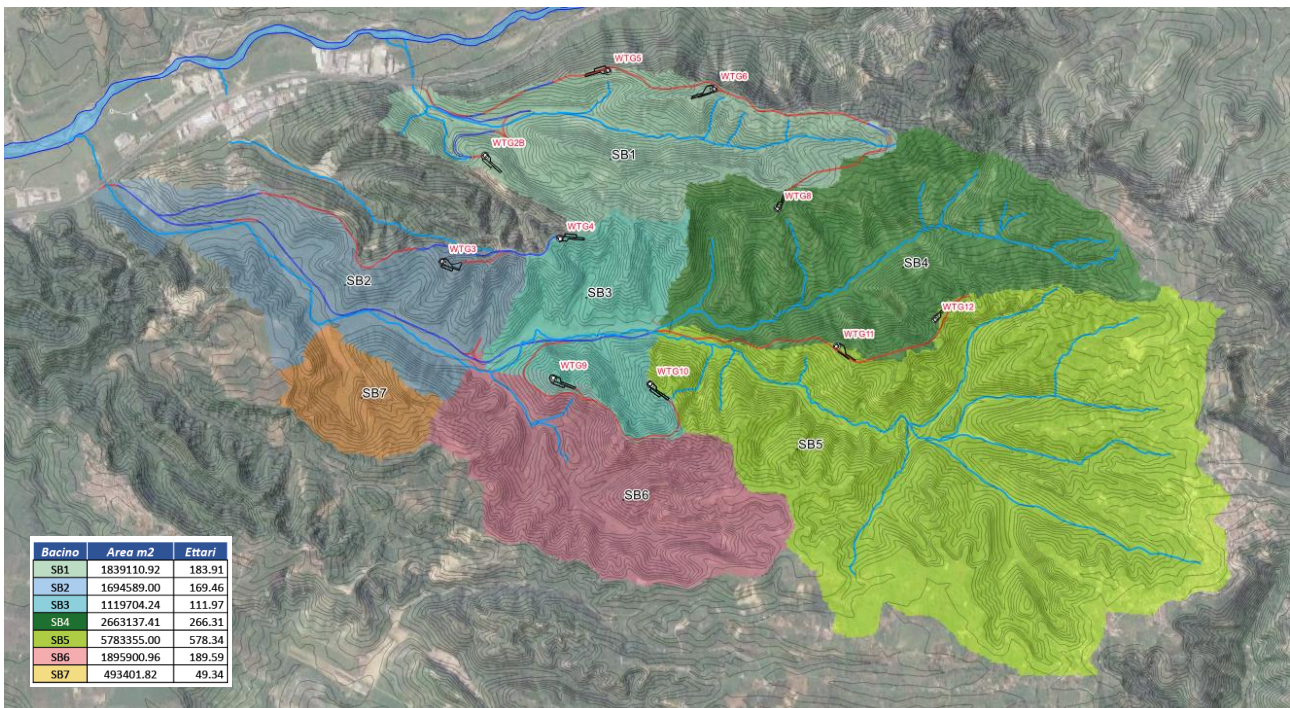 WTG5
WTG6
WTG2B
SB1
WTG8
WTG4
WTG3
SB4
SB2
SB3
WTG12
WTG11
WTG9
WTG10
SB7
SB5
SB6
Bacino Area m2 Ettari
SB1 1839110.92 183.91
SB2 1694589.00 169.46
SB3 1119704.24 111.97
SB4 2663137.41 266.31
SB5 5783355.00 578.34
SB6 1895900.96 189.59
SB7 493401.82 49.34